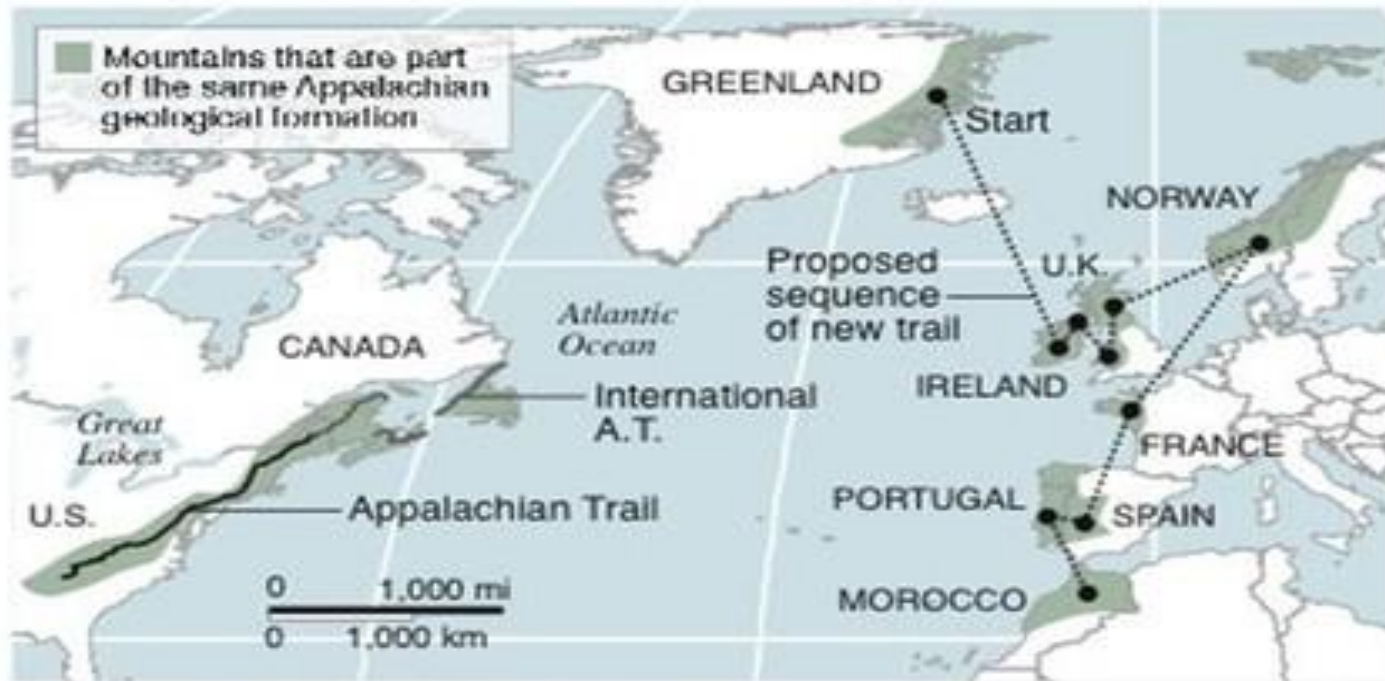 Mountains that are part
of the same Appalachian
geological formation
GREENLAND
Start
NORWAY
Proposed
sequence
of new trail
U.K.
Atlantic
Ocean
CANADA
IRELAND
International
A.T.
Great
Lakes
FRANCE
PORTUGAL
SPAIN
U.S.
Appalachian Trail
0 1,000 mi
0 1,000 km
MOROCCO